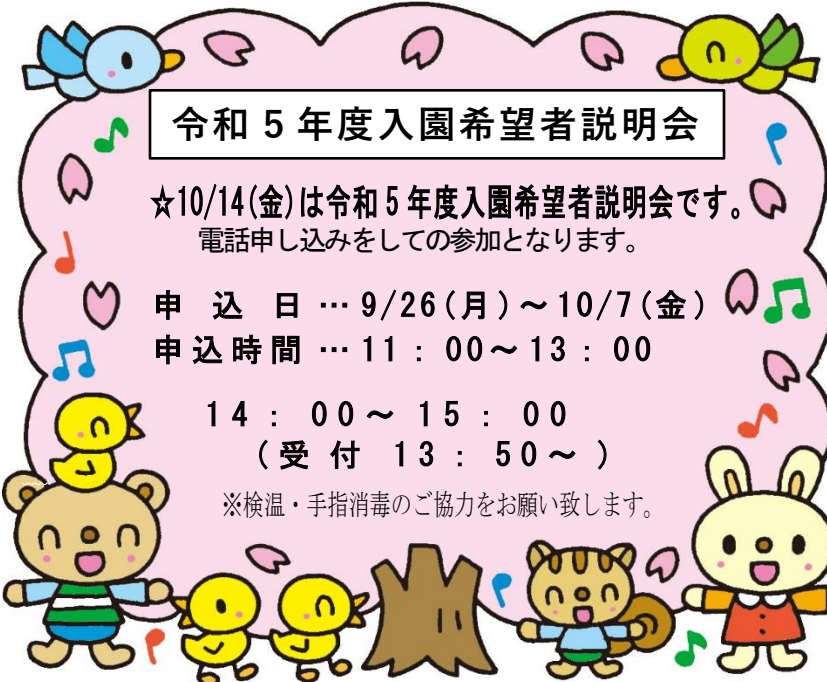 令和5年度入園希望者説明会
☆10/14(金)は令和5年度入園希望者説明会です。
電話申し込みをしての参加となります。
申込日…9/26(月)～10/7(金)
申込時間…11：00～13：00
14：00～15：00
(受付 13：50～)
※検温・手指消毒のご協力をお願い致します。